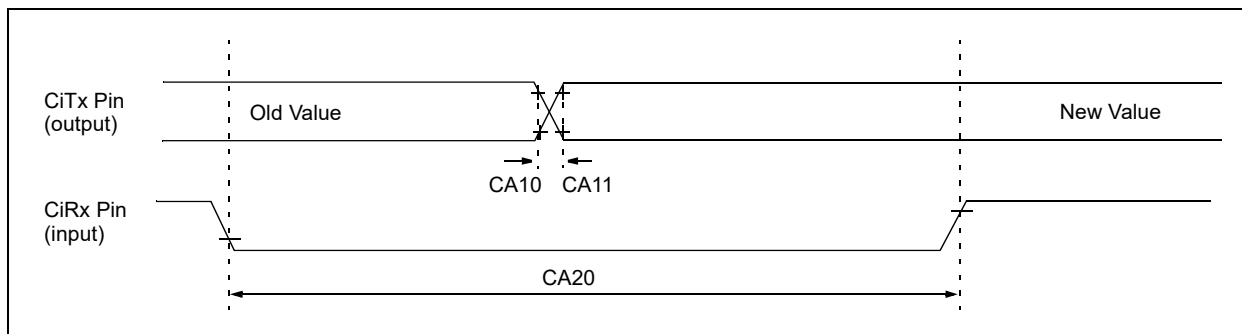 CiTx Pin
(output)
Old Value
New Value
CA10 CA11
CiRx Pin
(input)
CA20